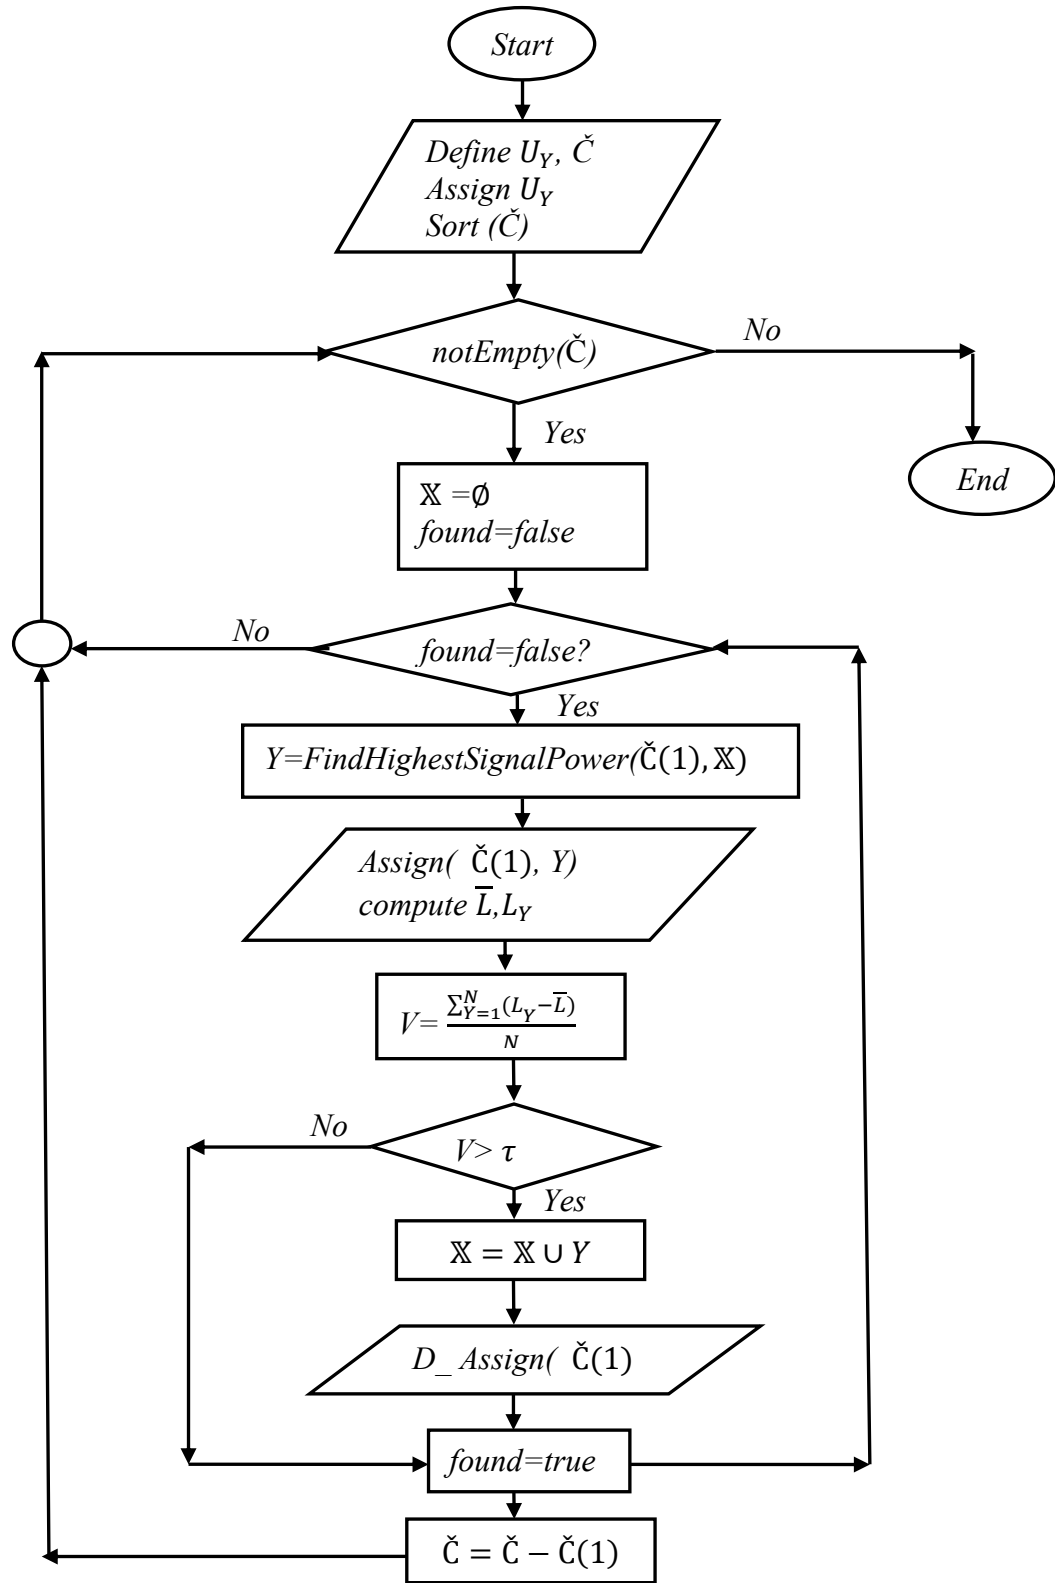 Start
Define U_Y, Č
Assign U_Y
Sort (Č)
notEmpty(Č)
No
Yes
End
𝕏 =∅
found=false
No
found=false?
Yes
Y=FindHighestSignalPower(Č(1), 𝕏)
Assign( Č(1), Y)
compute L̅,L_Y
V= ∑_{Y=1}^{N}(L_Y−L̅) / N
No
V> τ
Yes
𝕏 = 𝕏 ∪ Y
D_ Assign( Č(1)
found=true
Č = Č − Č(1)